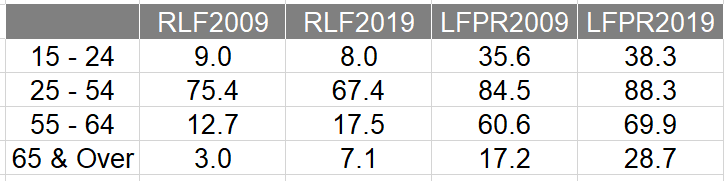 RLF2009 RLF2019 LFPR2009 LFPR2019
15 - 24 9.0 8.0 35.6 38.3
25 - 54 75.4 67.4 84.5 88.3
55 - 64 12.7 17.5 60.6 69.9
65 & Over 3.0 7.1 17.2 28.7